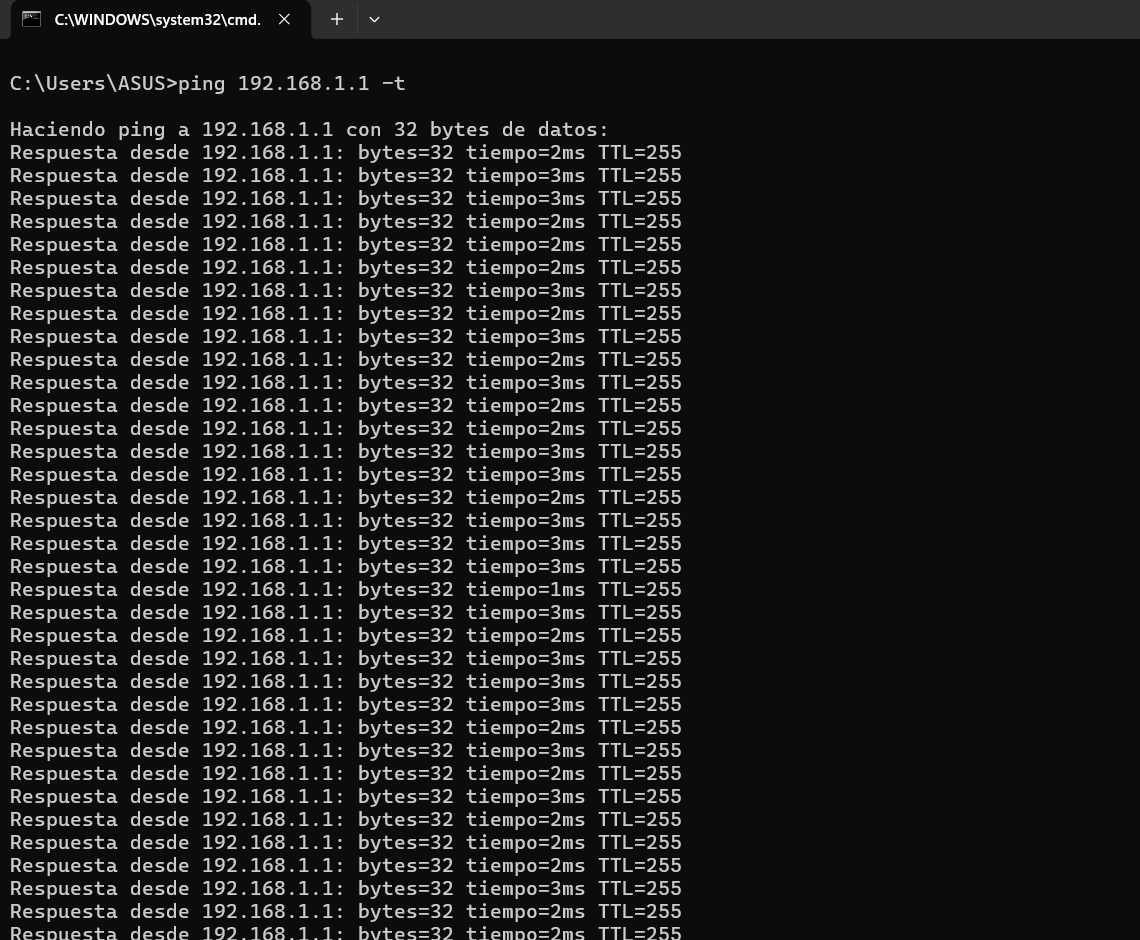 C:\WINDOWS\system32\cmd.
C:\Users\ASUS>ping 192.168.1.1 -t
Haciendo ping a 192.168.1.1 con 32 bytes de datos:
Respuesta desde 192.168.1.1: bytes=32 tiempo=2ms TTL=255
Respuesta desde 192.168.1.1: bytes=32 tiempo=3ms TTL=255
Respuesta desde 192.168.1.1: bytes=32 tiempo=3ms TTL=255
Respuesta desde 192.168.1.1: bytes=32 tiempo=2ms TTL=255
Respuesta desde 192.168.1.1: bytes=32 tiempo=2ms TTL=255
Respuesta desde 192.168.1.1: bytes=32 tiempo=2ms TTL=255
Respuesta desde 192.168.1.1: bytes=32 tiempo=3ms TTL=255
Respuesta desde 192.168.1.1: bytes=32 tiempo=2ms TTL=255
Respuesta desde 192.168.1.1: bytes=32 tiempo=3ms TTL=255
Respuesta desde 192.168.1.1: bytes=32 tiempo=2ms TTL=255
Respuesta desde 192.168.1.1: bytes=32 tiempo=3ms TTL=255
Respuesta desde 192.168.1.1: bytes=32 tiempo=2ms TTL=255
Respuesta desde 192.168.1.1: bytes=32 tiempo=2ms TTL=255
Respuesta desde 192.168.1.1: bytes=32 tiempo=3ms TTL=255
Respuesta desde 192.168.1.1: bytes=32 tiempo=3ms TTL=255
Respuesta desde 192.168.1.1: bytes=32 tiempo=2ms TTL=255
Respuesta desde 192.168.1.1: bytes=32 tiempo=3ms TTL=255
Respuesta desde 192.168.1.1: bytes=32 tiempo=3ms TTL=255
Respuesta desde 192.168.1.1: bytes=32 tiempo=3ms TTL=255
Respuesta desde 192.168.1.1: bytes=32 tiempo=1ms TTL=255
Respuesta desde 192.168.1.1: bytes=32 tiempo=3ms TTL=255
Respuesta desde 192.168.1.1: bytes=32 tiempo=2ms TTL=255
Respuesta desde 192.168.1.1: bytes=32 tiempo=3ms TTL=255
Respuesta desde 192.168.1.1: bytes=32 tiempo=3ms TTL=255
Respuesta desde 192.168.1.1: bytes=32 tiempo=3ms TTL=255
Respuesta desde 192.168.1.1: bytes=32 tiempo=2ms TTL=255
Respuesta desde 192.168.1.1: bytes=32 tiempo=3ms TTL=255
Respuesta desde 192.168.1.1: bytes=32 tiempo=2ms TTL=255
Respuesta desde 192.168.1.1: bytes=32 tiempo=3ms TTL=255
Respuesta desde 192.168.1.1: bytes=32 tiempo=2ms TTL=255
Respuesta desde 192.168.1.1: bytes=32 tiempo=2ms TTL=255
Respuesta desde 192.168.1.1: bytes=32 tiempo=2ms TTL=255
Respuesta desde 192.168.1.1: bytes=32 tiempo=3ms TTL=255
Respuesta desde 192.168.1.1: bytes=32 tiempo=2ms TTL=255
Respuesta desde 192.168.1.1: bytes=32 tiempo=2ms TTL=255